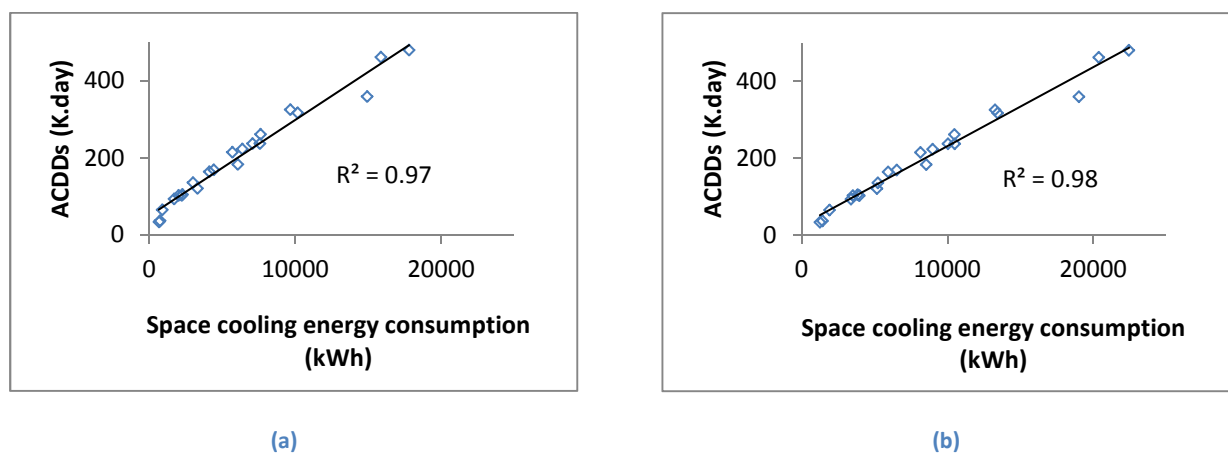 ACDDs (K.day)
400
200
0
R² = 0.97
0 10000 20000
Space cooling energy consumption
(kWh)
(a)
ACDDs (K.day)
400
200
0
R² = 0.98
0 10000 20000
Space cooling energy consumption
(kWh)
(b)